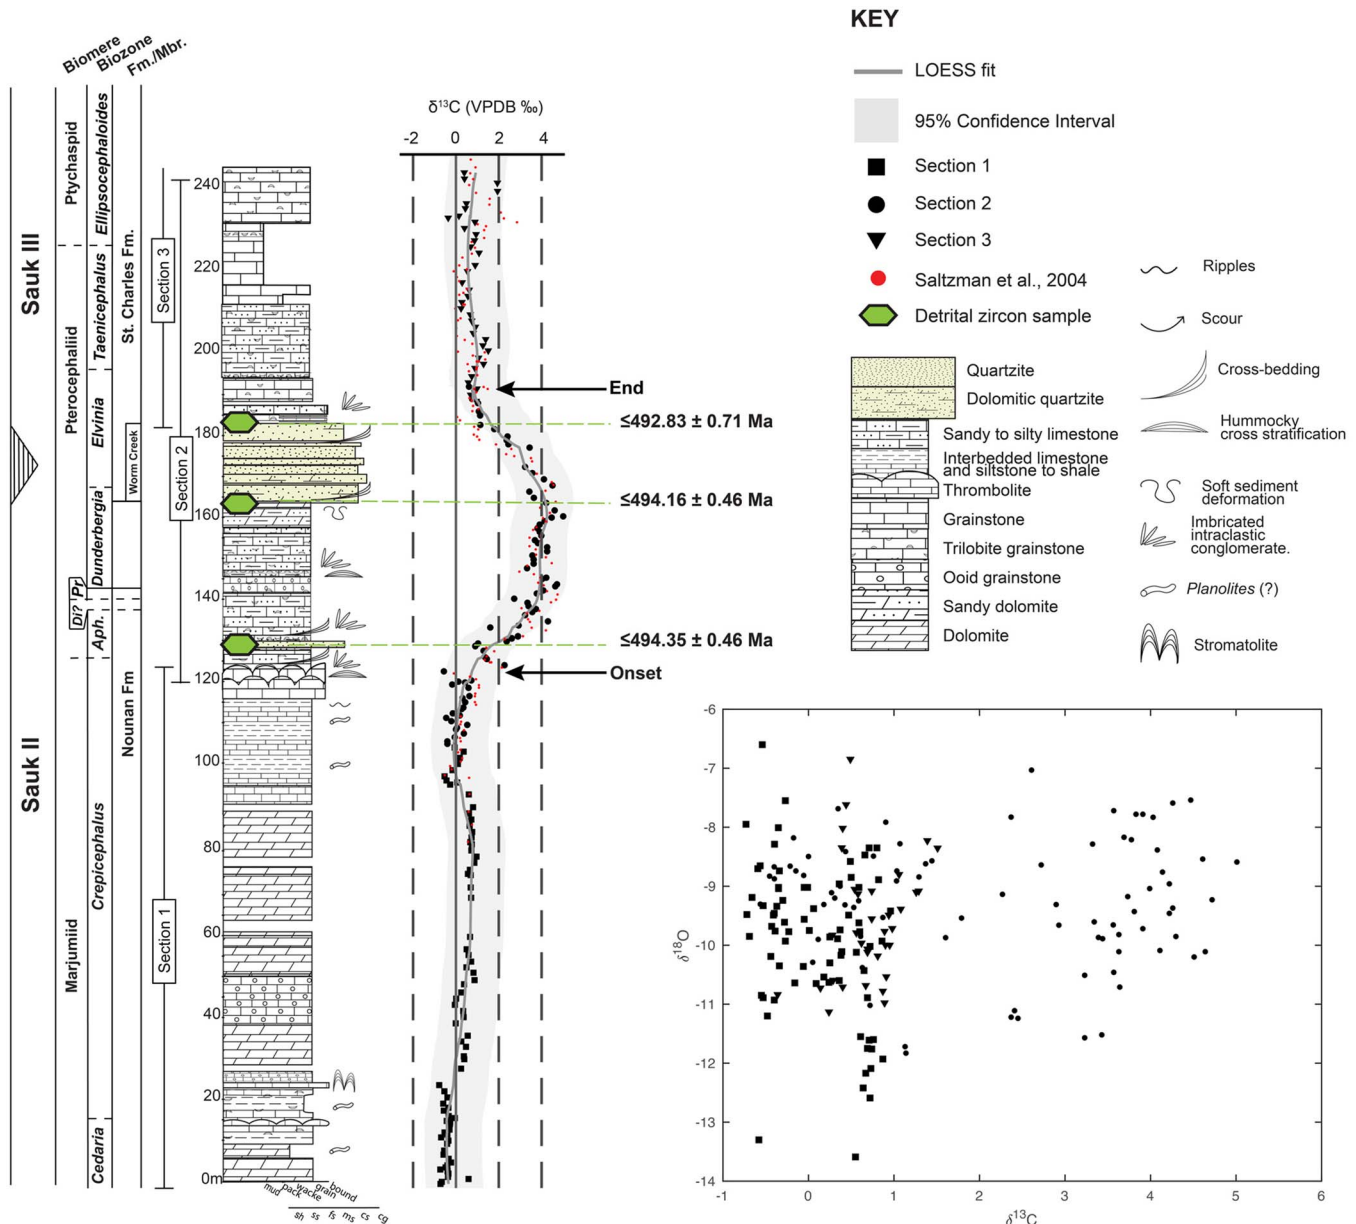 KEY
LOESS fit
95% Confidence Interval
Section 1
Section 2
Section 3
Saltzman et al., 2004
Detrital zircon sample
Quartzite
Dolomitic quartzite
Sandy to silty limestone
Interbedded limestone
and siltstone to shale
Thrombolite
Grainstone
Trilobite grainstone
Ooid grainstone
Sandy dolomite
Dolomite
Ripples
Scour
Cross-bedding
Hummocky
cross stratification
Soft sediment
deformation
Imbricated
intraclastic
conglomerate.
Planolites (?)
Stromatolite
Biomere
Biozone
Fm./Mbr.
Sauk III
Sauk II
Ptychaspid
Pterocephaliid
Marjumiid
Ellipsocephaloides
Taenicephalus
Elvinia
Dunderbergia
Pr.
Di?
Aph.
Crepicephalus
Cedaria
St. Charles Fm.
Worm Creek
Nounan Fm
Section 3
Section 2
Section 1
240
220
200
180
160
140
120
100
80
60
40
20
0m
mud
pack
wacke
grain
bound
sh
ss
fs
ms
cs
cg
δ¹³C (VPDB ‰)
-2 0 2 4
End
≤492.83 ± 0.71 Ma
≤494.16 ± 0.46 Ma
≤494.35 ± 0.46 Ma
Onset
-6
-7
-8
-9
-10
-11
-12
-13
-14
δ¹⁸O
-1 0 1 2 3 4 5 6
δ¹³C